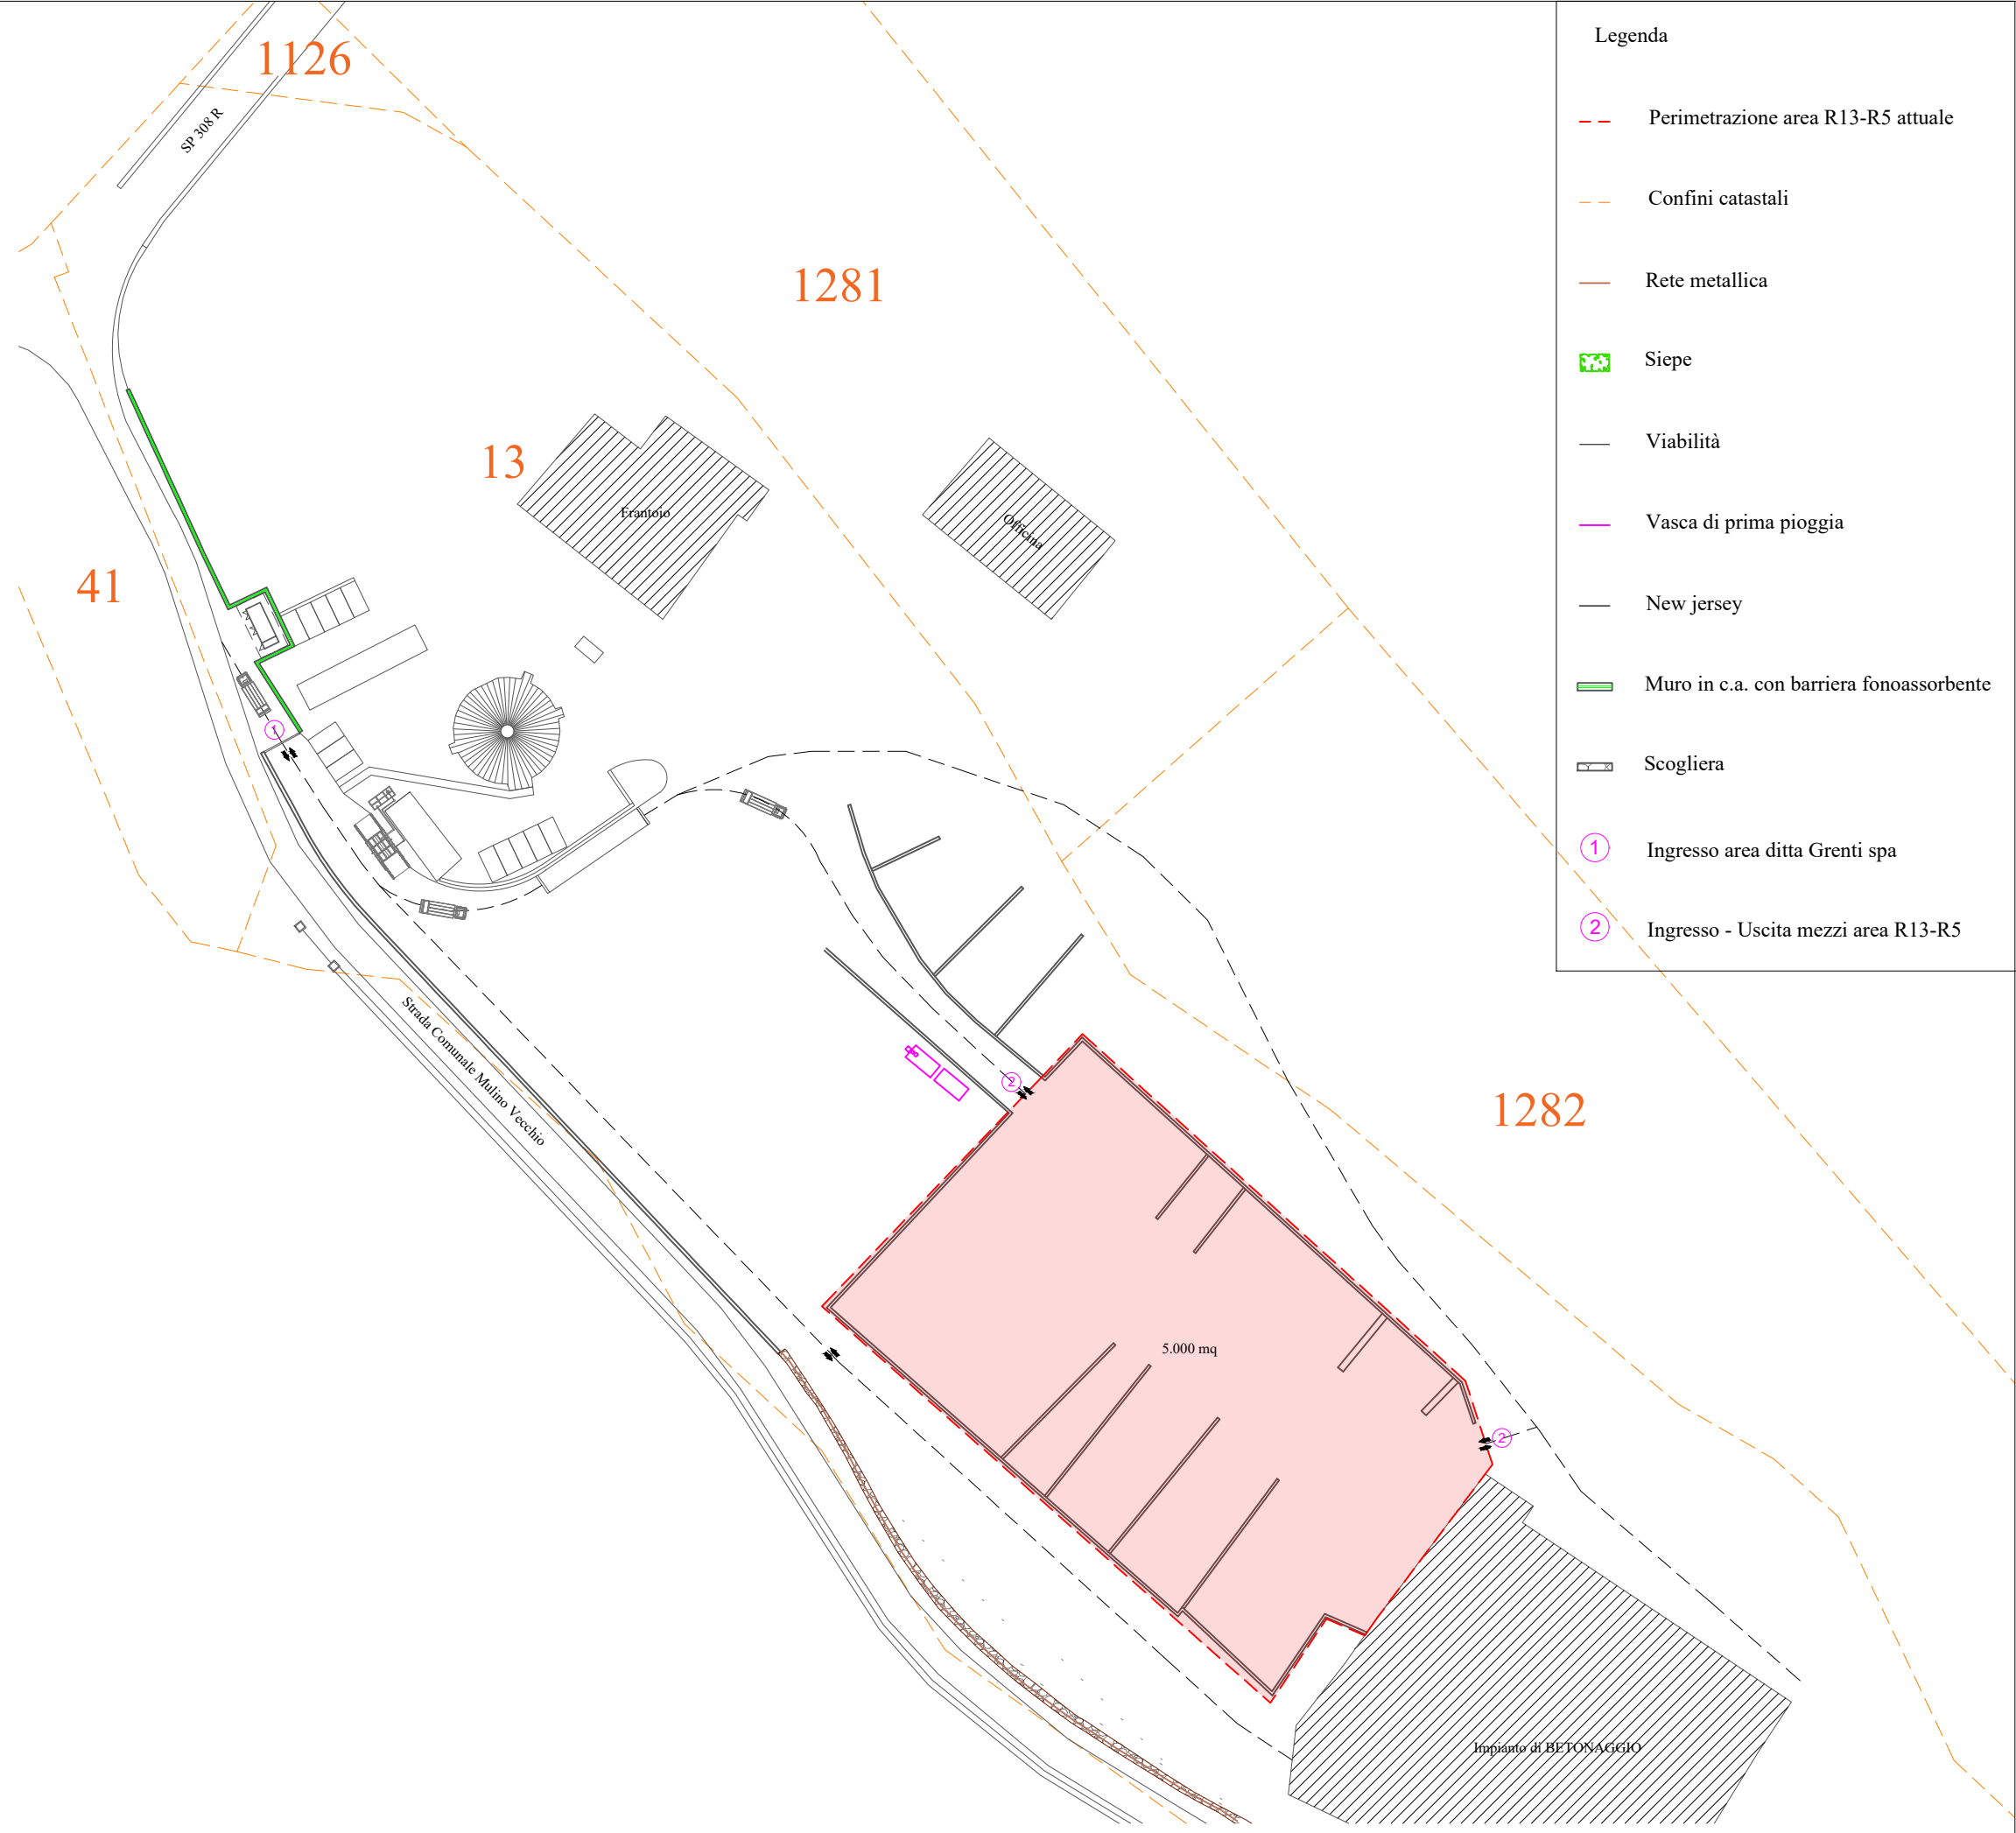 1126
SP 308 R
1281
13
Frantoio
Officina
41
1
Strada Comunale Mulino Vecchio
2
1282
5.000 mq
2
Impianto di BETONAGGIO
Legenda
Perimetrazione area R13-R5 attuale
Confini catastali
Rete metallica
Siepe
Viabilità
Vasca di prima pioggia
New jersey
Muro in c.a. con barriera fonoassorbente
Scogliera
1 Ingresso area ditta Grenti spa
2 Ingresso - Uscita mezzi area R13-R5